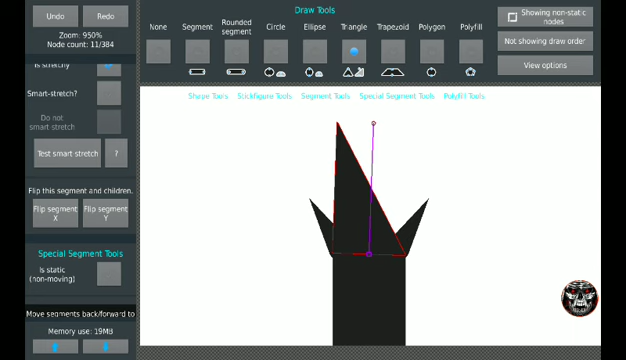 Undo
Redo
Zoom: 950%
Node count: 11/384
Is stretchy
Smart-stretch?
Do not
smart stretch
Test smart stretch
?
Flip this segment and children.
Flip segment
X
Flip segment
Y
Special Segment Tools
Is static
(non-moving)
Move segments back/forward to
Memory use: 19MB
Draw Tools
None
Segment
Rounded
segment
Circle
Ellipse
Triangle
Trapezoid
Polygon
Polyfill
Showing non-static
nodes
Not showing draw order
View options
Shape Tools
Stickfigure Tools
Segment Tools
Special Segment Tools
Polyfill Tools